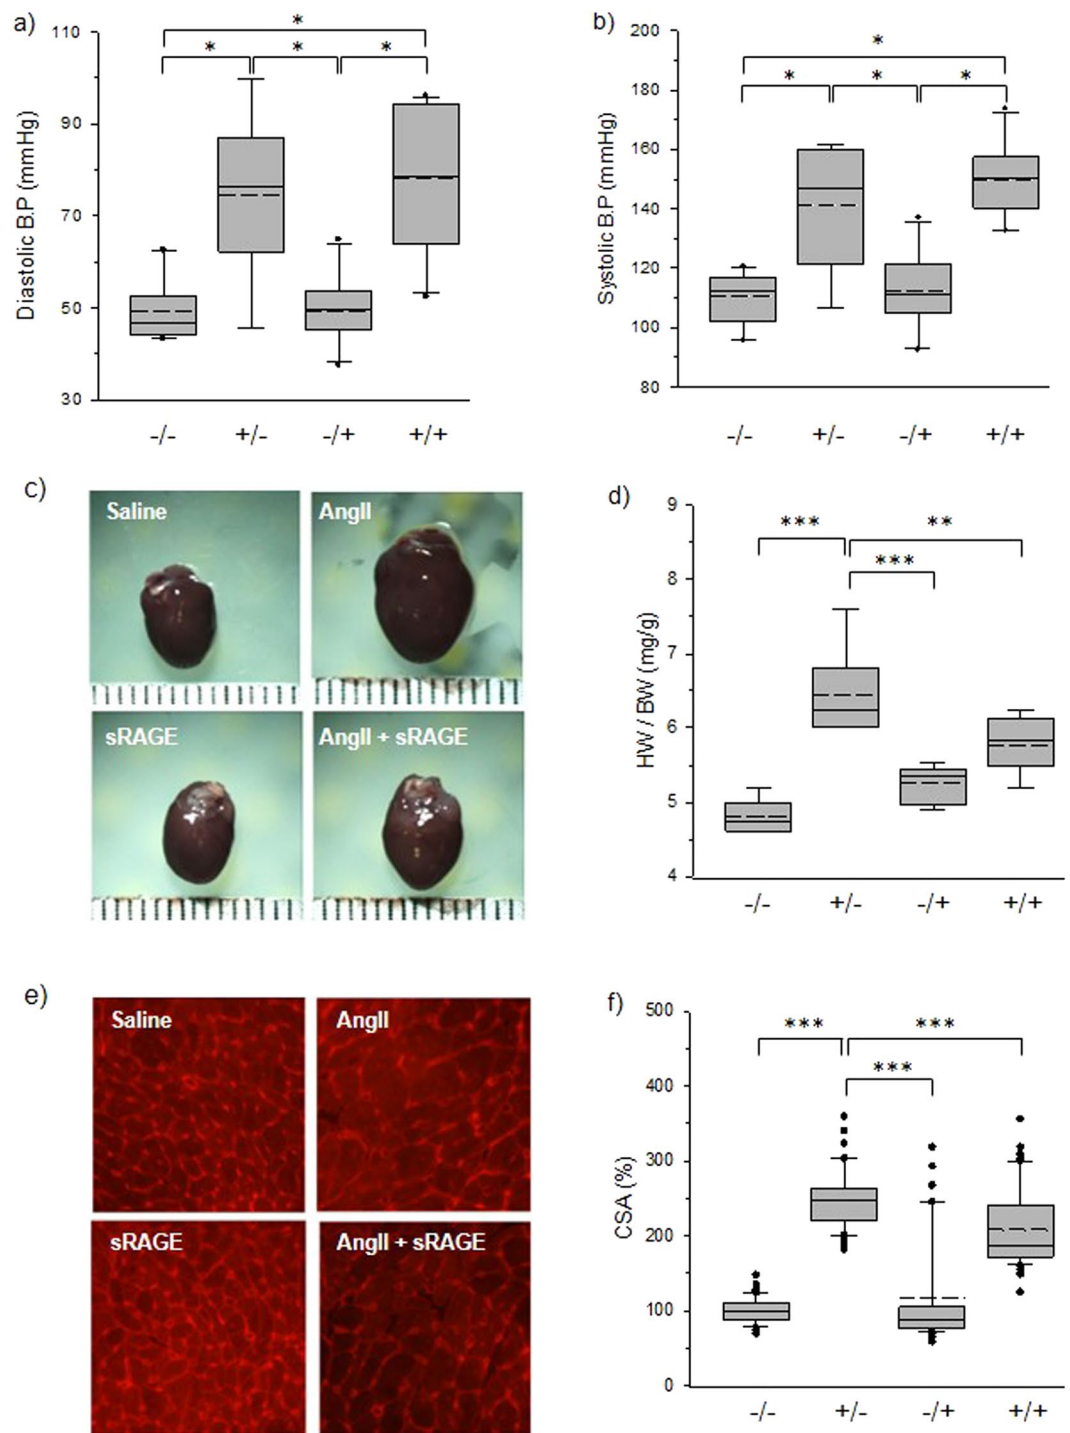 a)
Diastolic B.P (mmHg)
110
90
70
50
30
*
* * *
-/- +/- -/+ +/+
b)
Systolic B.P (mmHg)
200
180
160
140
120
100
80
*
* * *
-/- +/- -/+ +/+
c)
Saline
AngII
sRAGE
AngII + sRAGE
d)
HW / BW (mg/g)
9
8
7
6
5
4
*** **
***
-/- +/- -/+ +/+
e)
Saline
AngII
sRAGE
AngII + sRAGE
f)
CSA (%)
500
400
300
200
100
0
*** ***
***
-/- +/- -/+ +/+